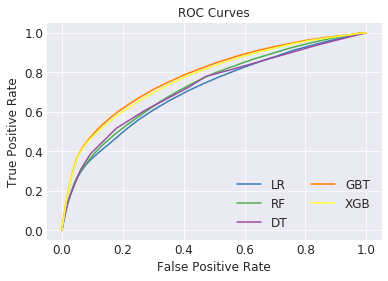 ROC Curves
True Positive Rate
1.0
0.8
0.6
0.4
0.2
0.0
LR
RF
DT
GBT
XGB
0.0 0.2 0.4 0.6 0.8 1.0
False Positive Rate